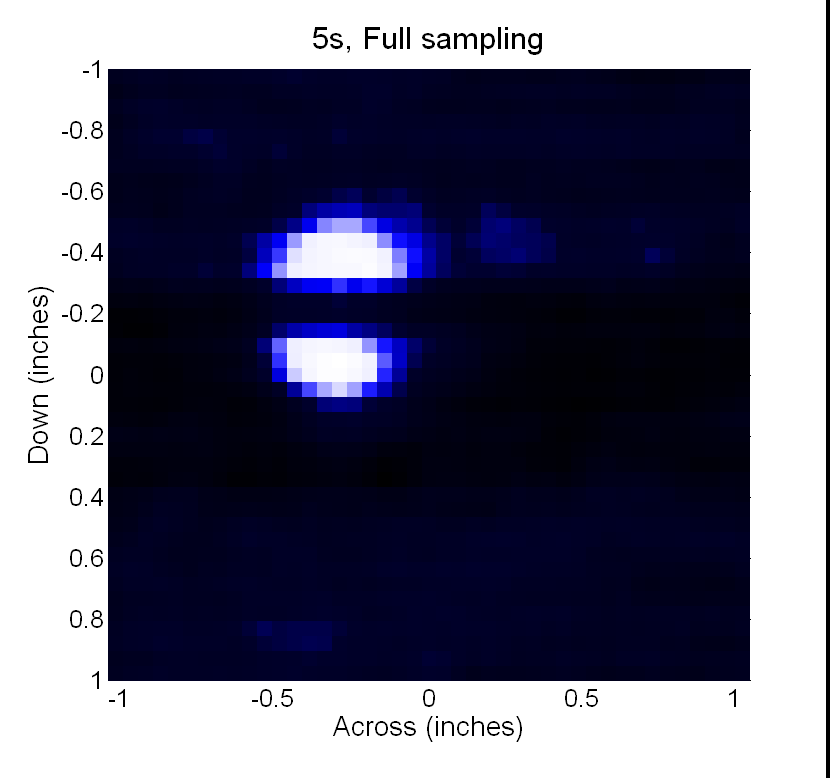 5s, Full sampling
-1
-0.8
-0.6
-0.4
-0.2
0
0.2
0.4
0.6
0.8
1
Down (inches)
-1 -0.5 0 0.5 1
Across (inches)